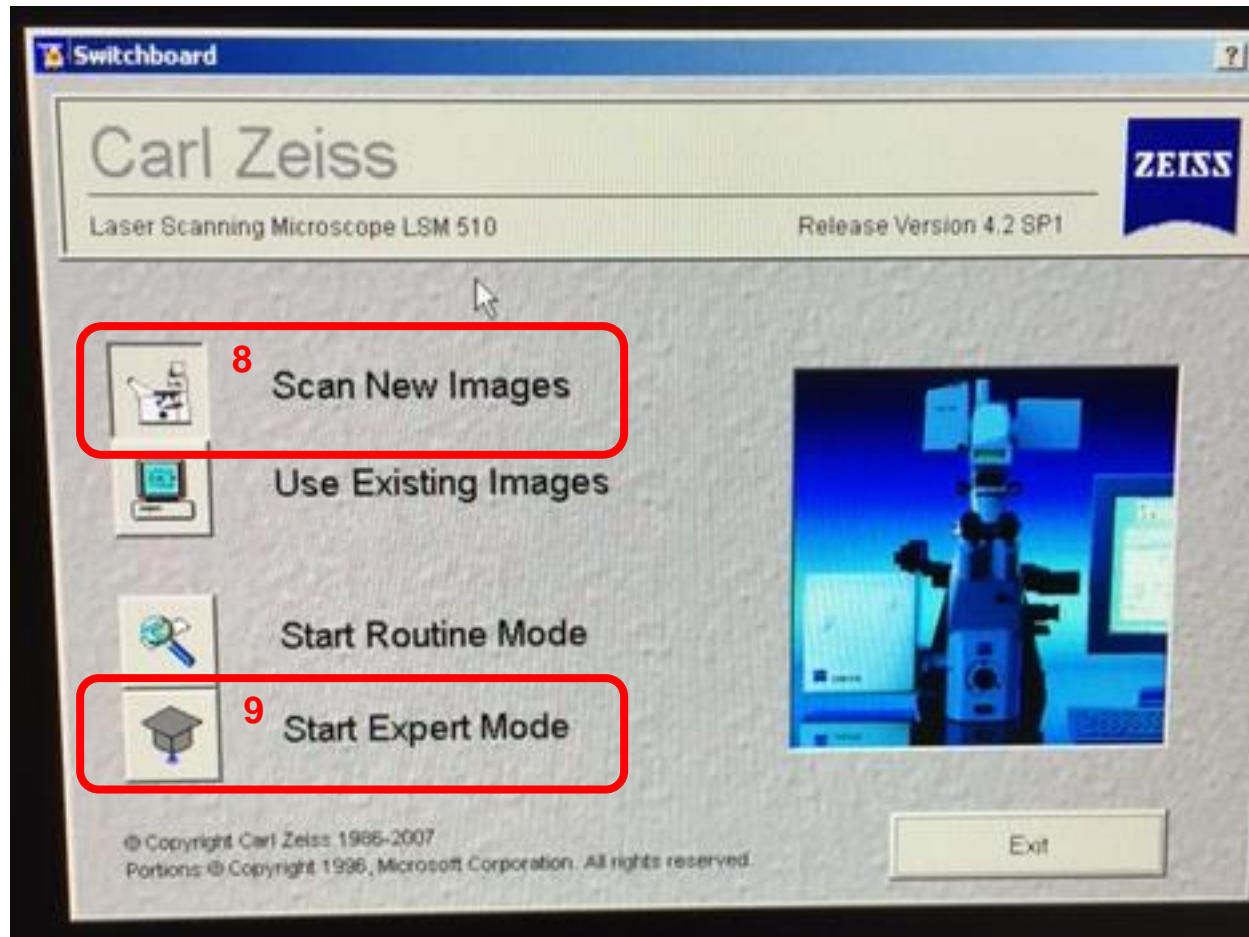 Switchboard
?
Carl Zeiss
ZEISS
Laser Scanning Microscope LSM 510
Release Version 4.2 SP1
8
Scan New Images
Use Existing Images
Start Routine Mode
9
Start Expert Mode
© Copyright Carl Zeiss 1986-2007
Portions © Copyright 1996, Microsoft Corporation. All rights reserved.
Exit